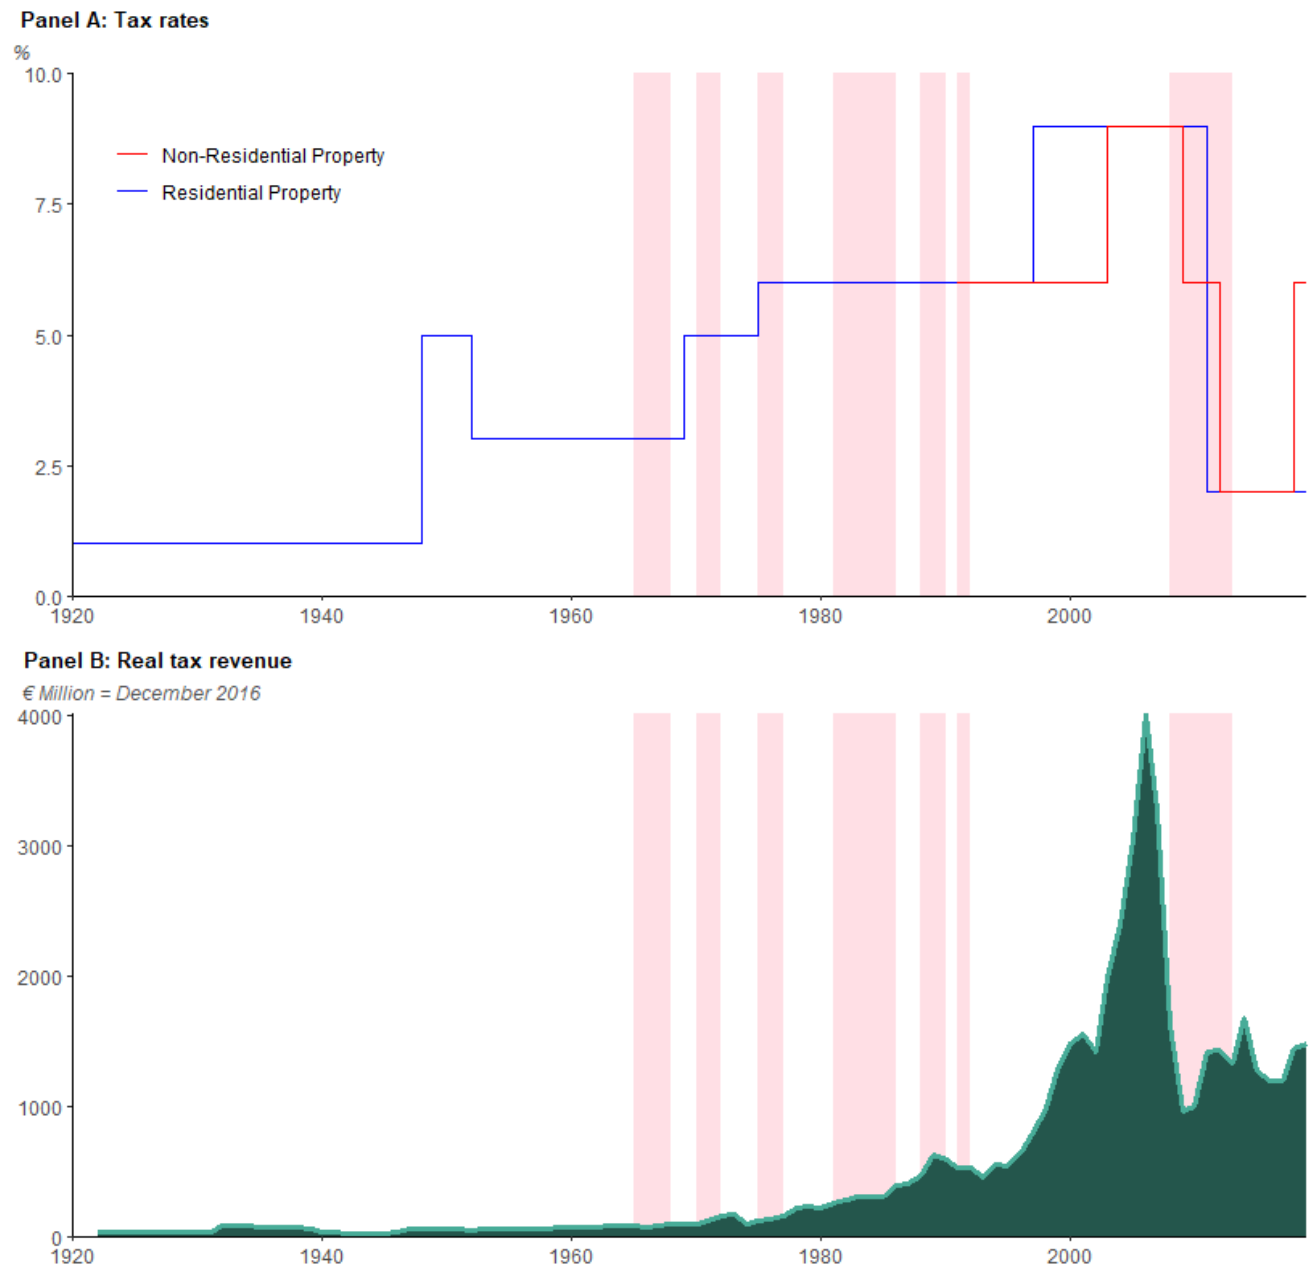 Panel A: Tax rates
%
10.0
Non-Residential Property
Residential Property
7.5
5.0
2.5
0.0
1920 1940 1960 1980 2000
Panel B: Real tax revenue
€ Million = December 2016
4000
3000
2000
1000
0
1920 1940 1960 1980 2000